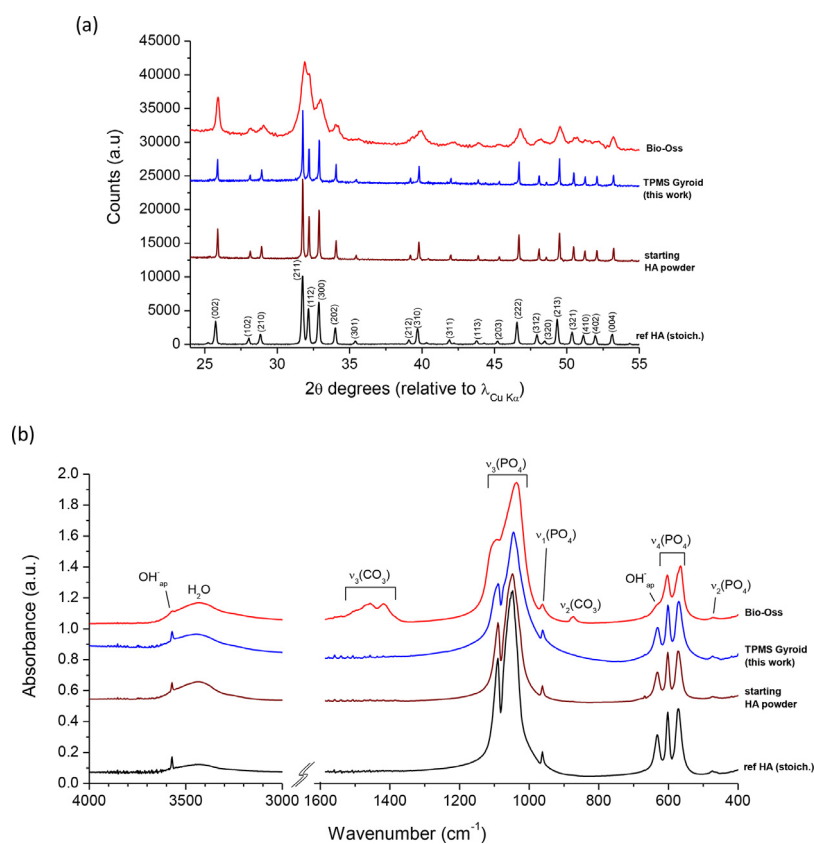 (a)
45000
40000
35000
30000
25000
20000
15000
10000
5000
0
Counts (a.u)
Bio-Oss
TPMS Gyroid
(this work)
starting
HA powder
ref HA (stoich.)
(002)
(102)
(210)
(211)
(112)
(300)
(202)
(301)
(212)
(310)
(311)
(113)
(203)
(222)
(312)
(320)
(213)
(321)
(410)
(402)
(004)
25 30 35 40 45 50 55
2θ degrees (relative to λCu Kα)
(b)
2.0
1.8
1.6
1.4
1.2
1.0
0.8
0.6
0.4
0.2
0.0
Absorbance (a.u.)
OH⁻ap
H₂O
ν₃(CO₃)
ν₃(PO₄)
ν₁(PO₄)
ν₂(CO₃)
OH⁻ap
ν₄(PO₄)
ν₂(PO₄)
Bio-Oss
TPMS Gyroid
(this work)
starting
HA powder
ref HA (stoich.)
4000 3500 3000 1600 1400 1200 1000 800 600 400
Wavenumber (cm⁻¹)